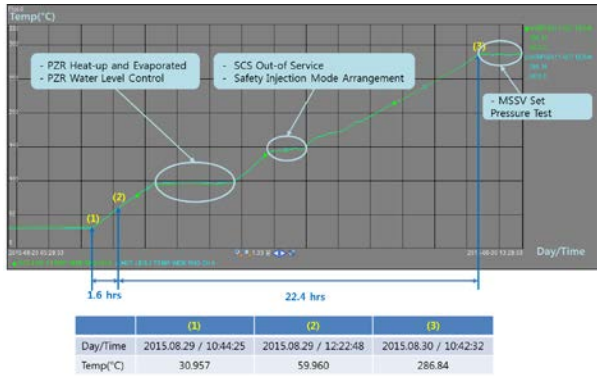 Temp(°C)
- PZR Heat-up and Evaporated
- PZR Water Level Control
- SCS Out-of Service
- Safety Injection Mode Arrangement
(3)
- MSSV Set
Pressure Test
(2)
(1)
Day/Time
1.6 hrs
22.4 hrs
(1) (2) (3)
Day/Time 2015.08.29 / 10:44:25 2015.08.29 / 12:22:48 2015.08.30 / 10:42:32
Temp(°C) 30.957 59.960 286.84